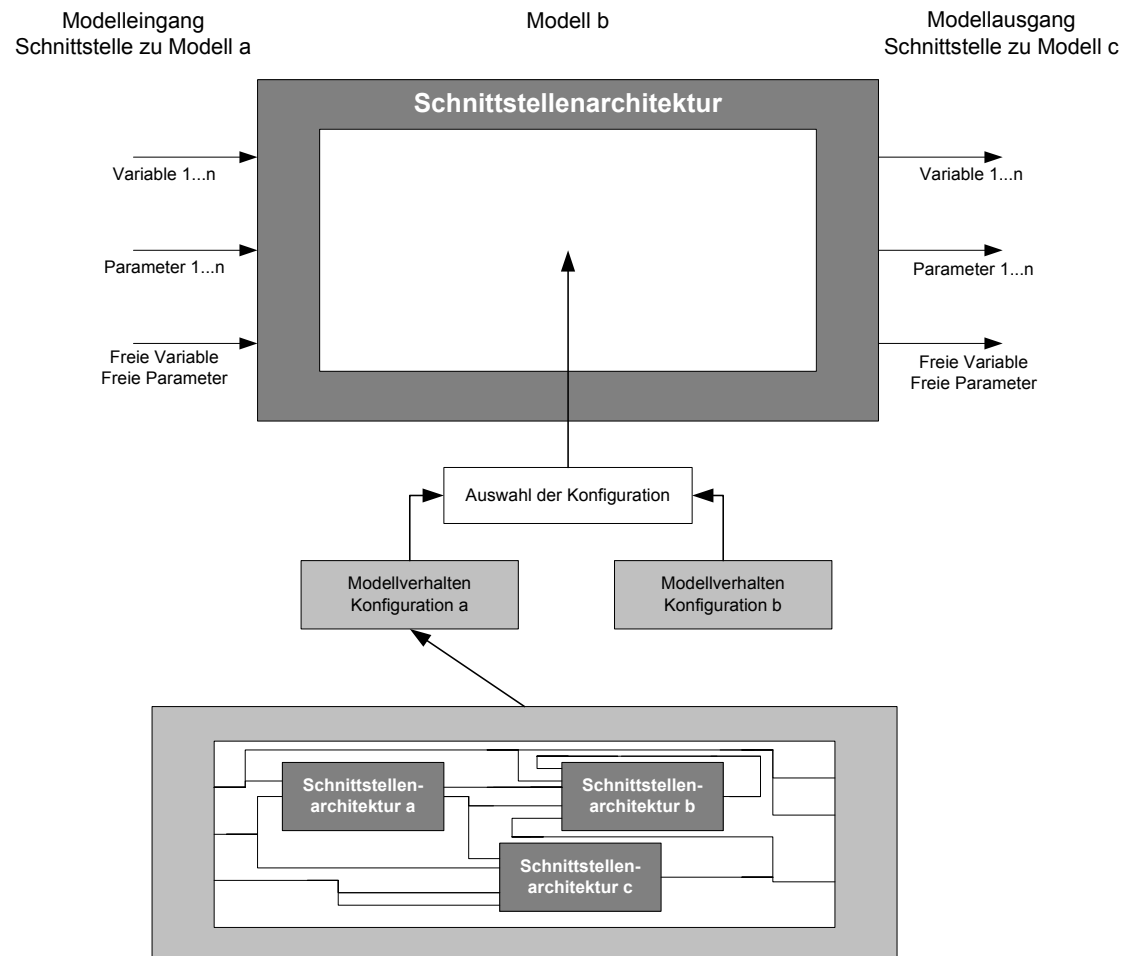 Modelleingang
Schnittstelle zu Modell a
Modell b
Modellausgang
Schnittstelle zu Modell c
Schnittstellenarchitektur
Variable 1...n
Parameter 1...n
Freie Variable
Freie Parameter
Variable 1...n
Parameter 1...n
Freie Variable
Freie Parameter
Auswahl der Konfiguration
Modellverhalten
Konfiguration a
Modellverhalten
Konfiguration b
Schnittstellen-
architektur a
Schnittstellen-
architektur b
Schnittstellen-
architektur c